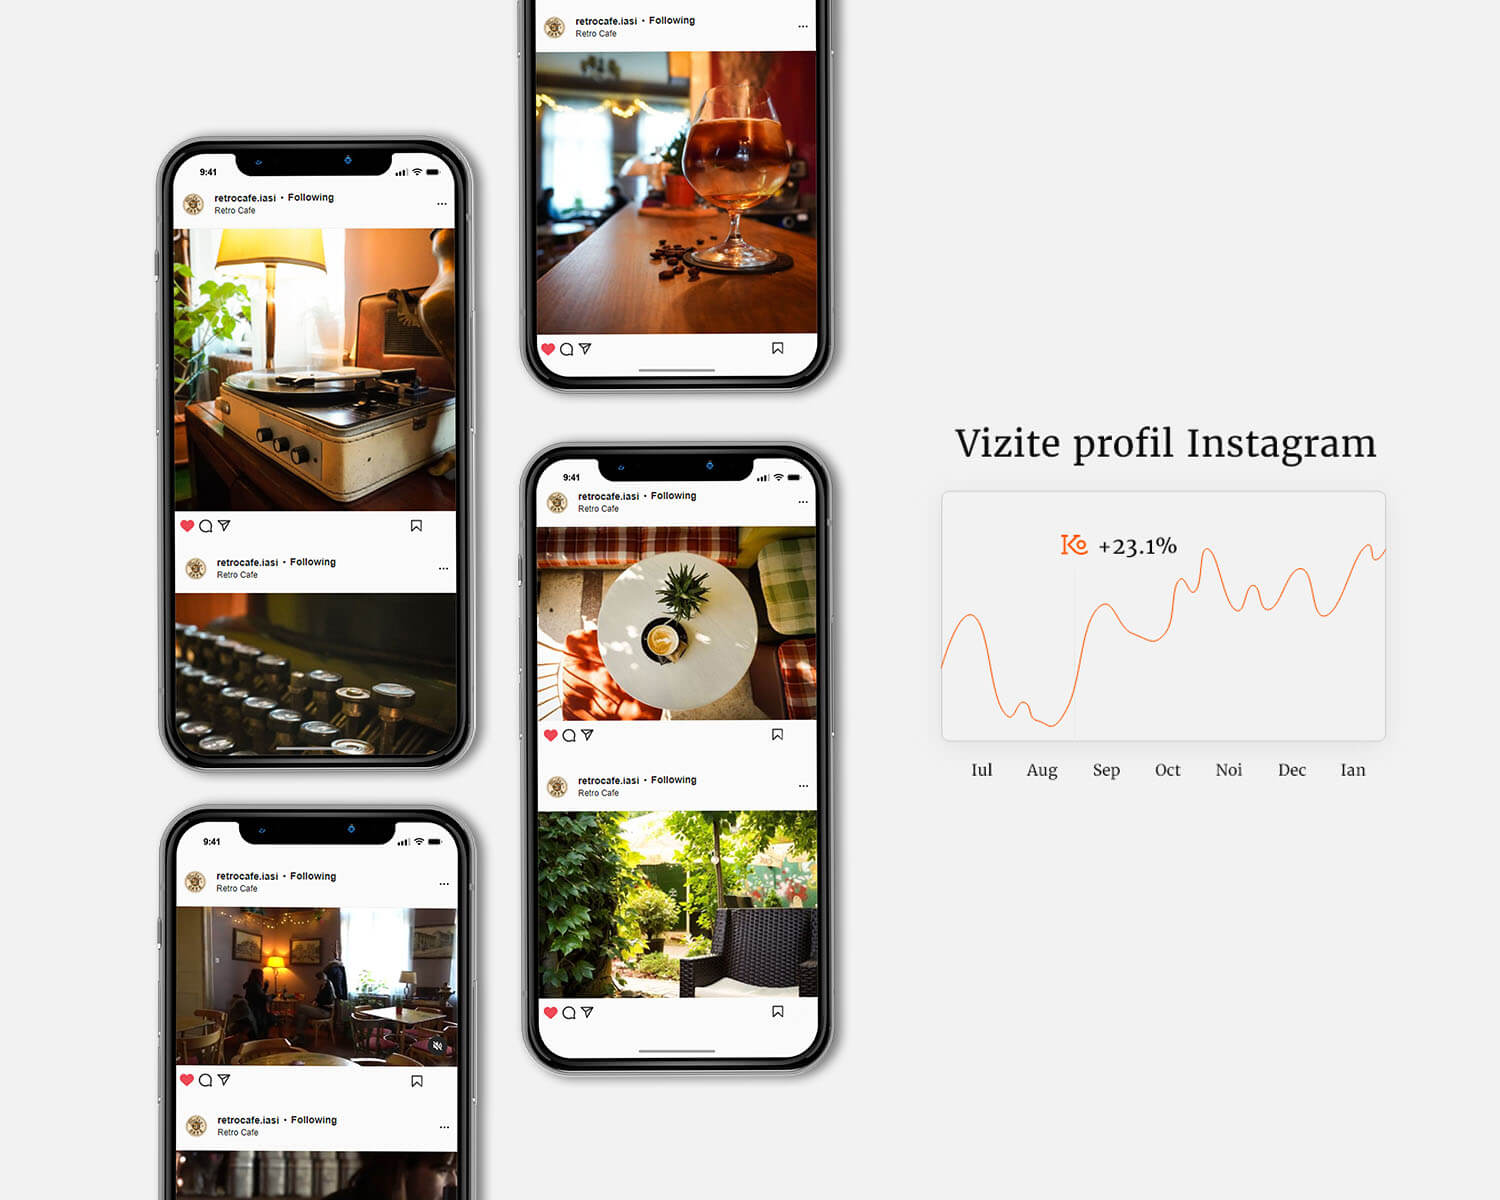 retrocafe.iasi • Following
Retro Cafe
9:41
retrocafe.iasi • Following
Retro Cafe
retrocafe.iasi • Following
Retro Cafe
9:41
retrocafe.iasi • Following
Retro Cafe
retrocafe.iasi • Following
Retro Cafe
9:41
retrocafe.iasi • Following
Retro Cafe
retrocafe.iasi • Following
Retro Cafe
Vizite profil Instagram
Ko +23.1%
Iul Aug Sep Oct Noi Dec Ian